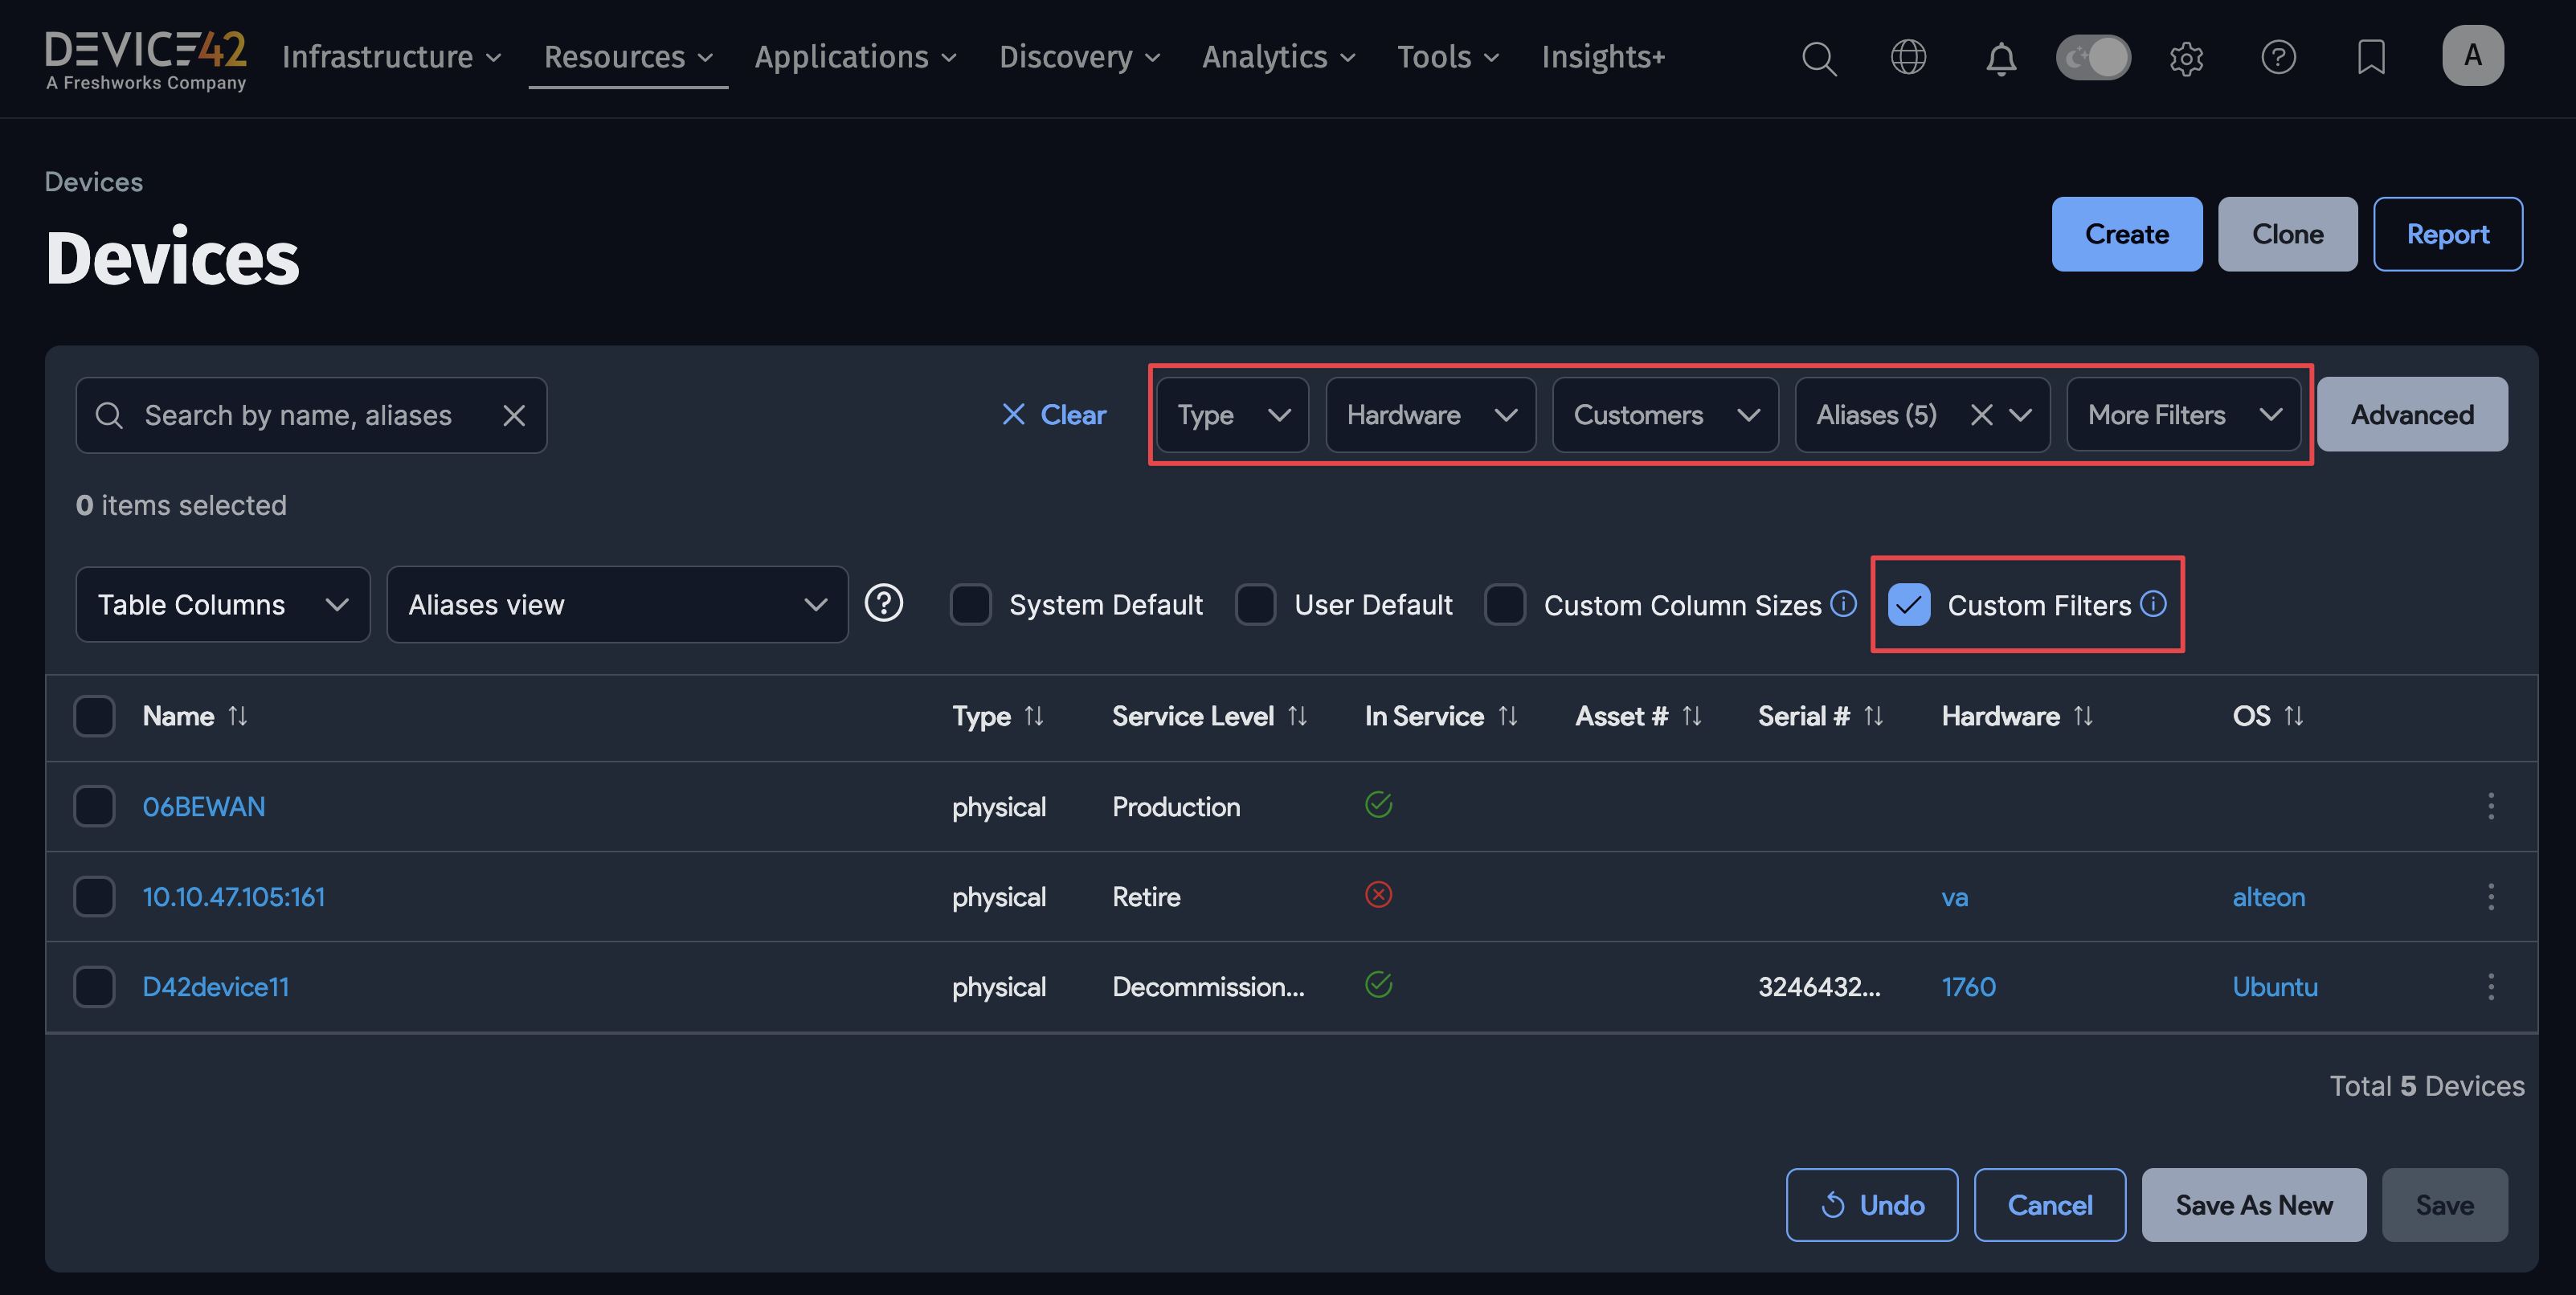 DEVICE42
A Freshworks Company
Infrastructure Resources Applications Discovery Analytics Tools Insights+ A
Devices
Devices
Create Clone Report
Search by name, aliases Clear Type Hardware Customers Aliases (5) More Filters Advanced
0 items selected
Table Columns Aliases view System Default User Default Custom Column Sizes Custom Filters
Name Type Service Level In Service Asset # Serial # Hardware OS
06BEWAN physical Production
10.10.47.105:161 physical Retire va alteon
D42device11 physical Decommission... 3246432... 1760 Ubuntu
Total 5 Devices
Undo Cancel Save As New Save